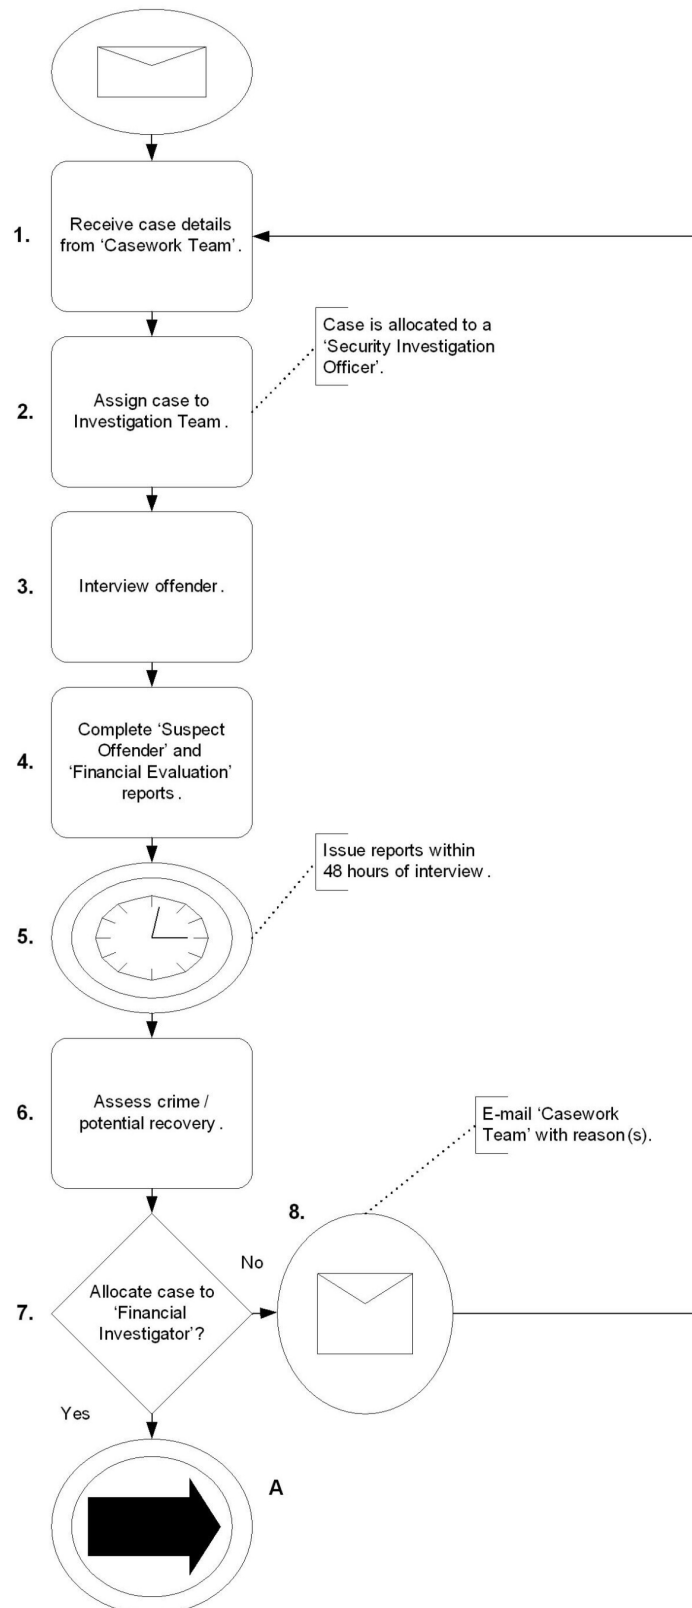 1.
Receive case details
from ‘Casework Team’.
Case is allocated to a
‘Security Investigation
Officer’.
2.
Assign case to
Investigation Team.
3.
Interview offender.
4.
Complete ‘Suspect
Offender’ and
‘Financial Evaluation’
reports.
Issue reports within
48 hours of interview.
5.
6.
Assess crime /
potential recovery.
E-mail ‘Casework
Team’ with reason(s).
8.
No
7.
Allocate case to
‘Financial
Investigator’?
Yes
A